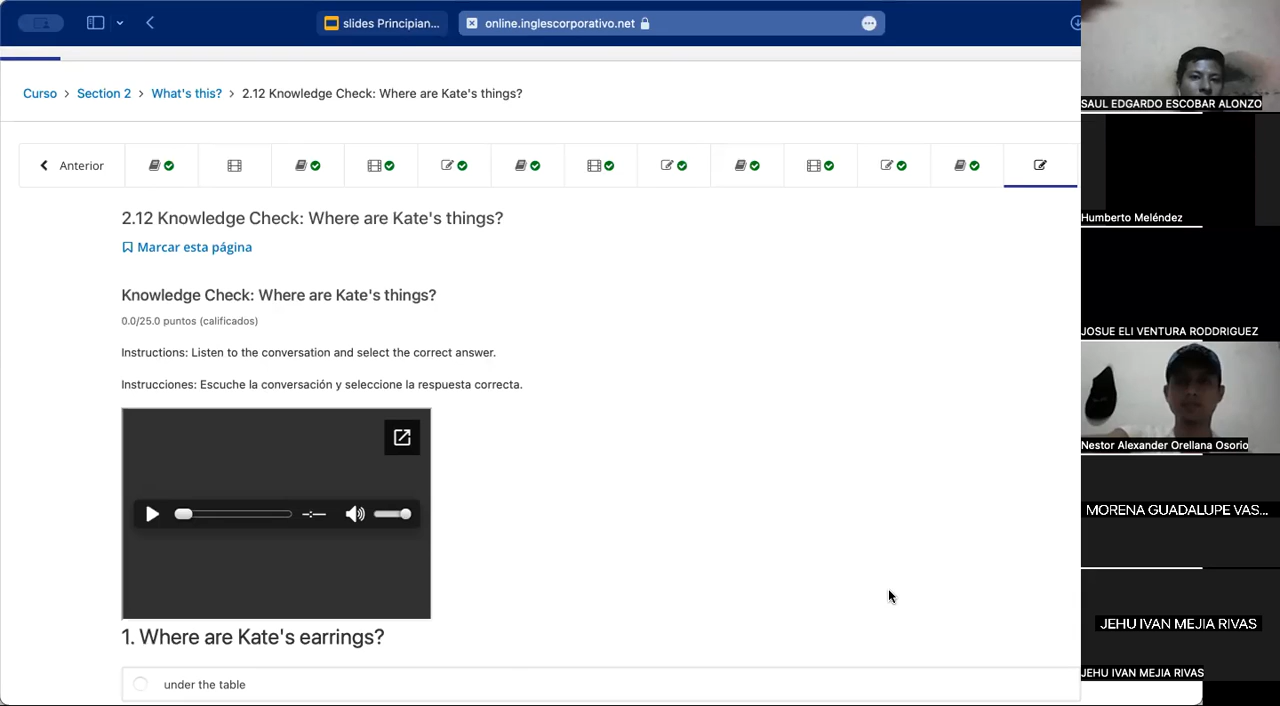 slides Principian...
online.inglescorporativo.net
Curso > Section 2 > What's this? > 2.12 Knowledge Check: Where are Kate's things?
Anterior
2.12 Knowledge Check: Where are Kate's things?
Marcar esta página
Knowledge Check: Where are Kate's things?
0.0/25.0 puntos (calificados)
Instructions: Listen to the conversation and select the correct answer.
Instrucciones: Escuche la conversación y seleccione la respuesta correcta.
1. Where are Kate's earrings?
under the table
SAUL EDGARDO ESCOBAR ALONZO
Humberto Meléndez
JOSUE ELI VENTURA RODDRIGUEZ
Nestor Alexander Orellana Osorio
MORENA GUADALUPE VAS...
JEHU IVAN MEJIA RIVAS
JEHU IVAN MEJIA RIVAS